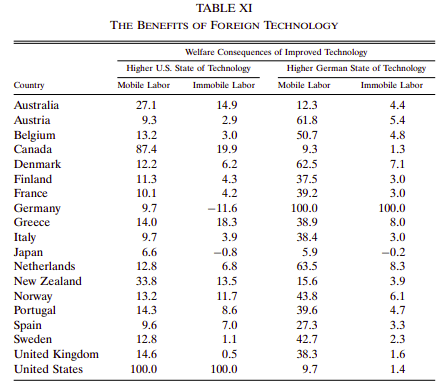 TABLE XI
THE BENEFITS OF FOREIGN TECHNOLOGY
Welfare Consequences of Improved Technology
Higher U.S. State of Technology Higher German State of Technology
Country Mobile Labor Immobile Labor Mobile Labor Immobile Labor
Australia 27.1 14.9 12.3 4.4
Austria 9.3 2.9 61.8 5.4
Belgium 13.2 3.0 50.7 4.8
Canada 87.4 19.9 9.3 1.3
Denmark 12.2 6.2 62.5 7.1
Finland 11.3 4.3 37.5 3.0
France 10.1 4.2 39.2 3.0
Germany 9.7 −11.6 100.0 100.0
Greece 14.0 18.3 38.9 8.0
Italy 9.7 3.9 38.4 3.0
Japan 6.6 −0.8 5.9 −0.2
Netherlands 12.8 6.8 63.5 8.3
New Zealand 33.8 13.5 15.6 3.9
Norway 13.2 11.7 43.8 6.1
Portugal 14.3 8.6 39.6 4.7
Spain 9.6 7.0 27.3 3.3
Sweden 12.8 1.1 42.7 2.3
United Kingdom 14.6 0.5 38.3 1.6
United States 100.0 100.0 9.7 1.4